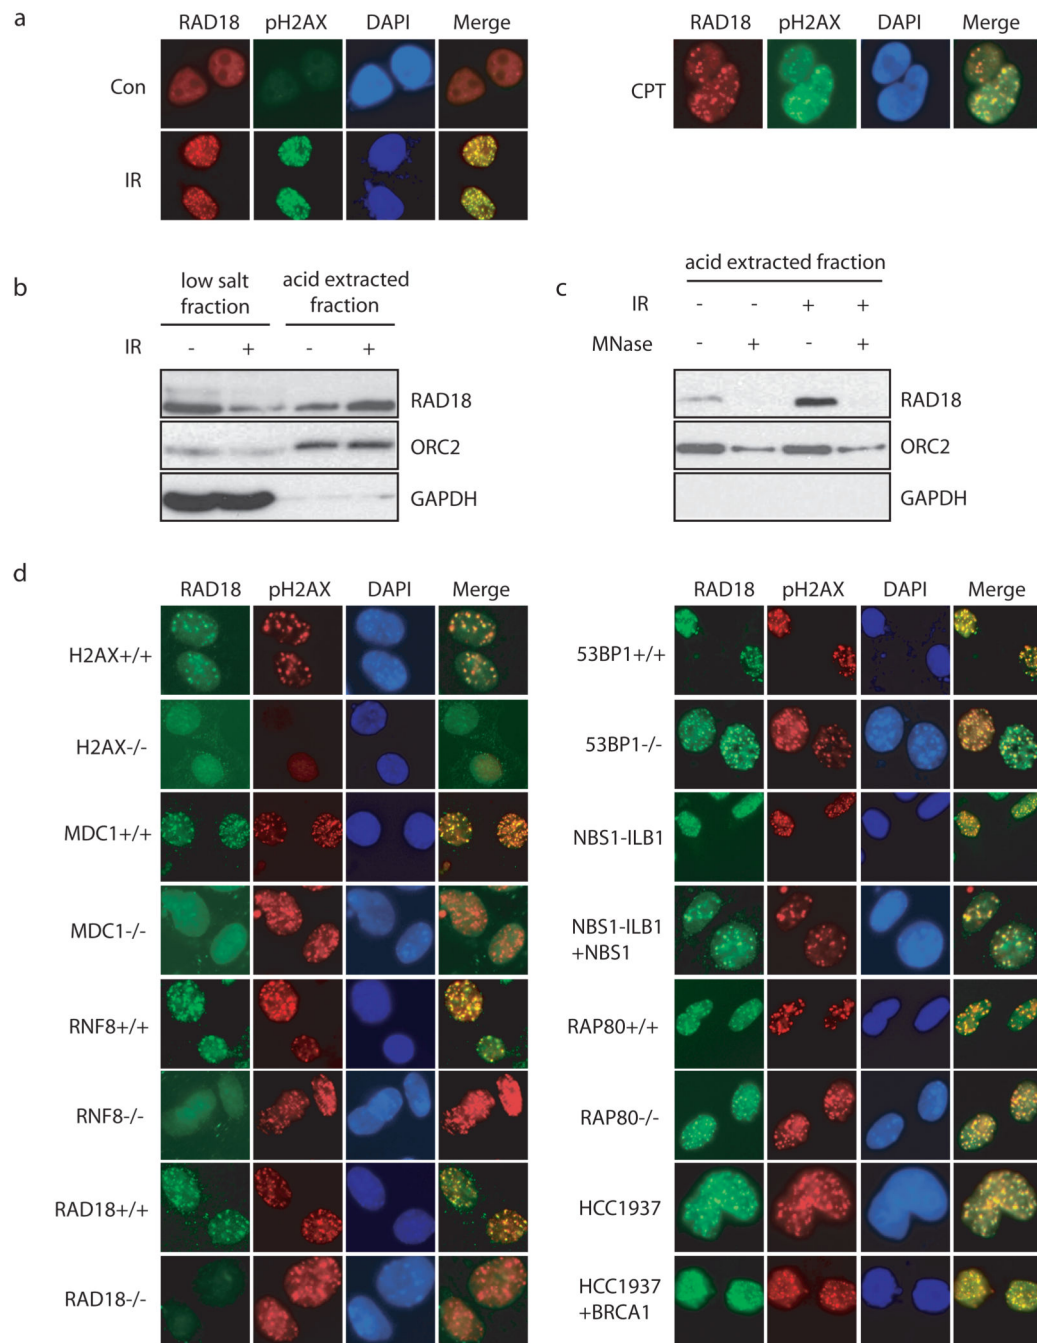 a
RAD18 pH2AX DAPI Merge
Con
IR
RAD18 pH2AX DAPI Merge
CPT
b
low salt fraction
acid extracted fraction
IR - + - +
RAD18
ORC2
GAPDH
c
acid extracted fraction
IR - - + +
MNase - + - +
RAD18
ORC2
GAPDH
d
RAD18 pH2AX DAPI Merge
H2AX+/+
H2AX-/-
MDC1+/+
MDC1-/-
RNF8+/+
RNF8-/-
RAD18+/+
RAD18-/-
RAD18 pH2AX DAPI Merge
53BP1+/+
53BP1-/-
NBS1-ILB1
NBS1-ILB1
+NBS1
RAP80+/+
RAP80-/-
HCC1937
HCC1937
+BRCA1